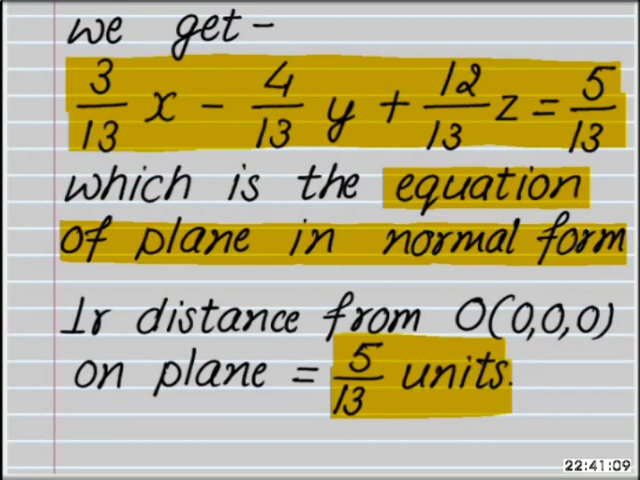 we get-
3/13 x - 4/13 y + 12/13 z = 5/13
which is the equation
of plane in normal form
⊥r distance from O(0,0,0)
on plane = 5/13 units.
22:41:09